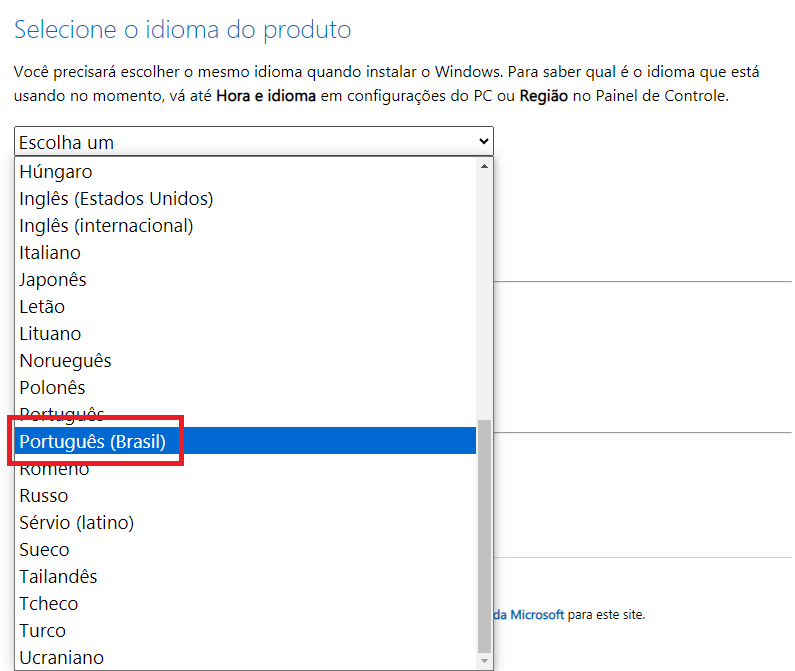 Selecione o idioma do produto
Você precisará escolher o mesmo idioma quando instalar o Windows. Para saber qual é o idioma que está
usando no momento, vá até Hora e idioma em configurações do PC ou Região no Painel de Controle.
Escolha um
Húngaro
Inglês (Estados Unidos)
Inglês (internacional)
Italiano
Japonês
Letão
Lituano
Norueguês
Polonês
Português
Português (Brasil)
Romeno
Russo
Sérvio (latino)
Sueco
Tailandês
Tcheco
da Microsoft para este site.
Turco
Ucraniano